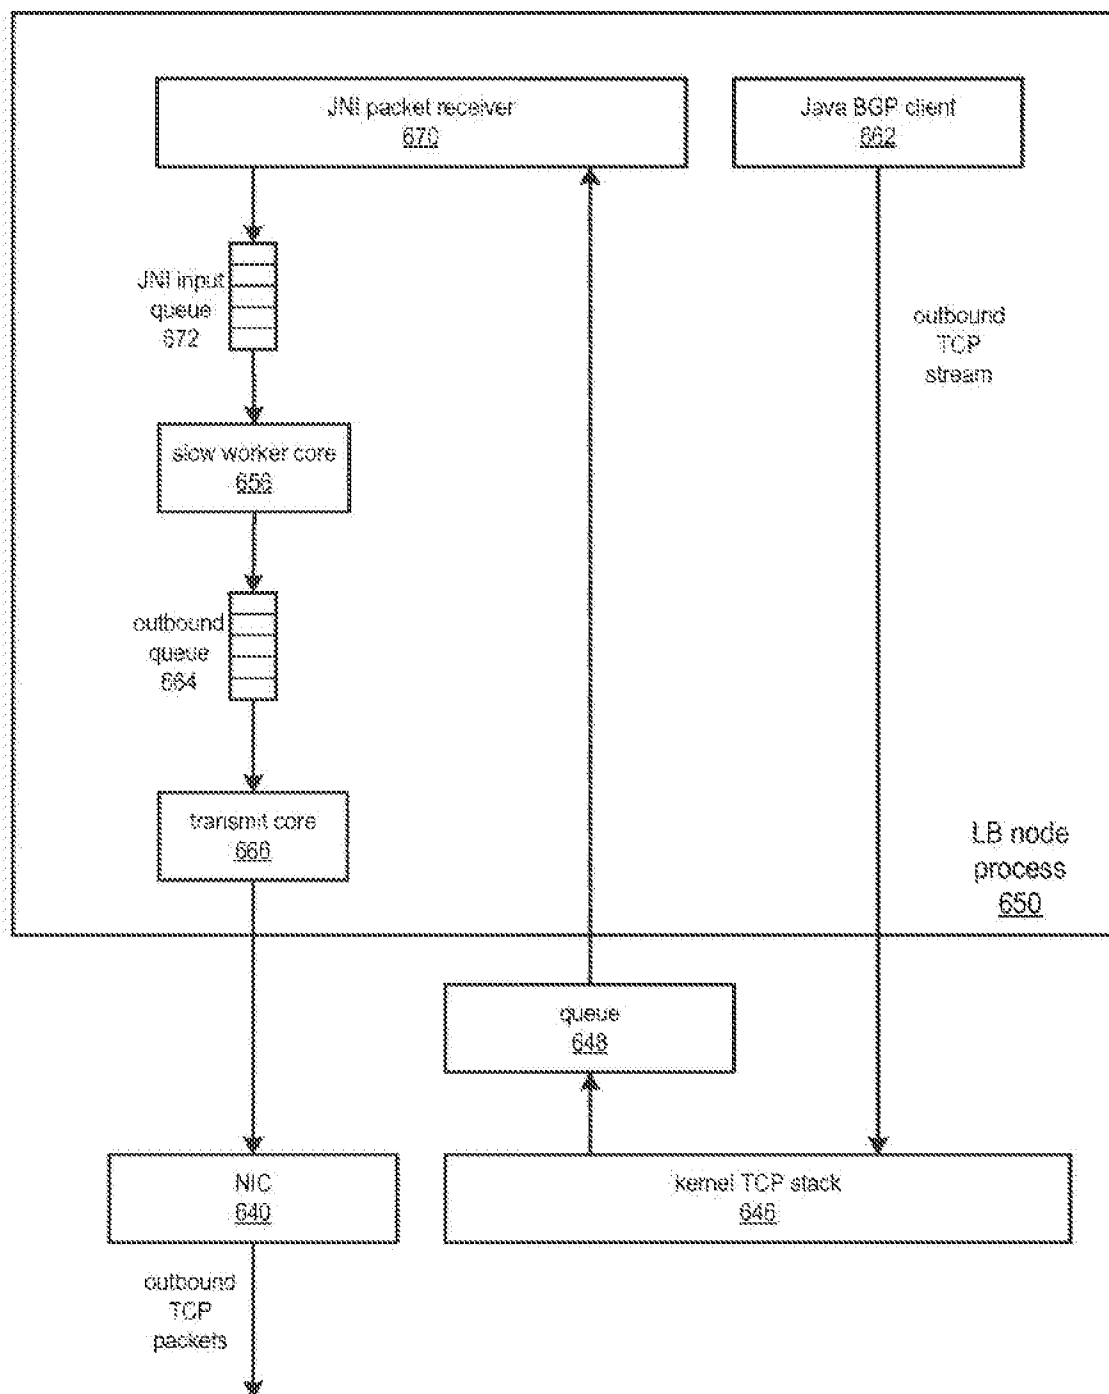 JNI packet receiver
670
Java BGP client
662
JNI input
queue
672
outbound
TCP
stream
slow worker core
656
outbound
queue
664
transmit core
666
LB node
process
650
queue
648
NIC
640
kernel TCP stack
646
outbound
TCP
packets